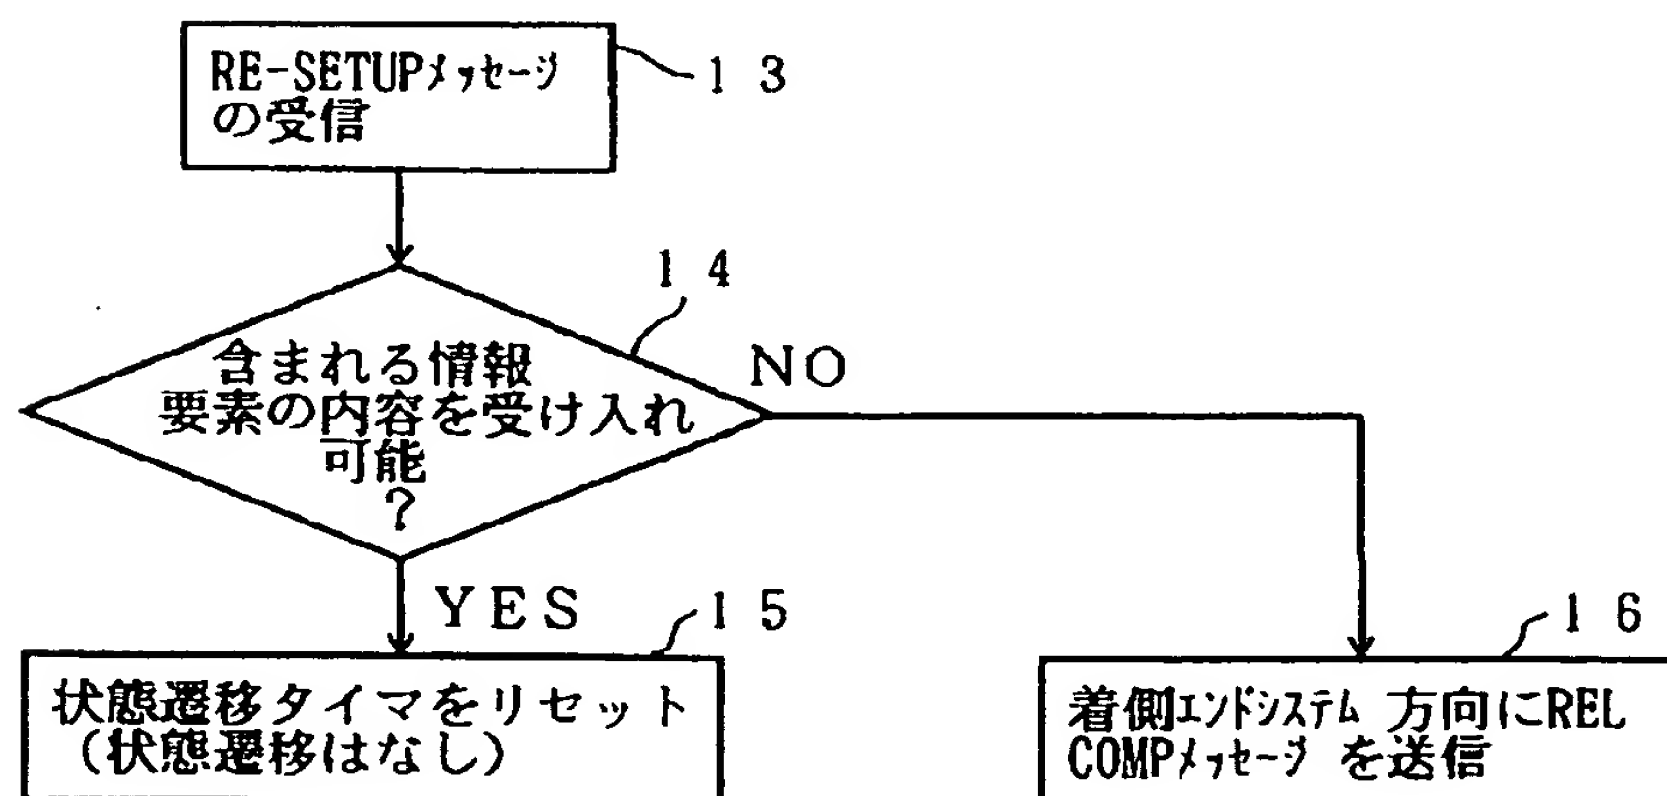 RE-SETUPメッセージ
の受信
13
14
含まれる情報
要素の内容を受け入れ
可能
?
NO
YES
15
状態遷移タイマをリセット
(状態遷移はなし)
16
着側エンドシステム 方向にREL
COMPメッセージ を送信